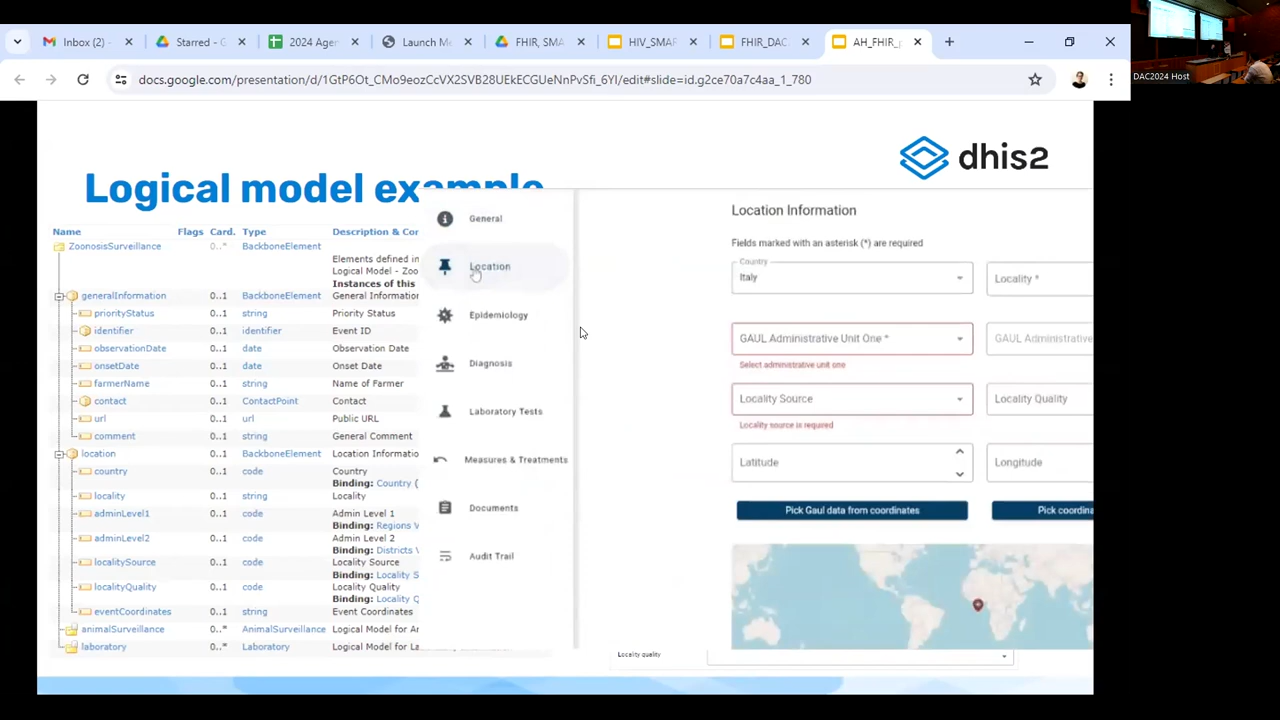 Inbox (2) -
Starred - G
2024 Agen
Launch M
FHIR, SMA
HIV_SMAR
FHIR_DAC
AH_FHIR_
docs.google.com/presentation/d/1GtP6Ot_CMo9eozCcVX2SVB28UEkECGUeNnPvSfi_6YI/edit#slide=id.g2ce70a7c4aa_1_780
DAC2024 Host
dhis2
Logical model example
Name Flags Card. Type Description & Cor
ZoonosisSurveillance 0..* BackboneElement
Elements defined in
Logical Model - Zoo
Instances of this
generalInformation 0..1 BackboneElement General Information
priorityStatus 0..1 string Priority Status
identifier 0..1 identifier Event ID
observationDate 0..1 date Observation Date
onsetDate 0..1 date Onset Date
farmerName 0..1 string Name of Farmer
contact 0..1 ContactPoint Contact
url 0..1 url Public URL
comment 0..1 string General Comment
location 0..1 BackboneElement Location Informatio
country 0..1 code Country
Binding: Country (
locality 0..1 string Locality
adminLevel1 0..1 code Admin Level 1
Binding: Regions V
adminLevel2 0..1 code Admin Level 2
Binding: Districts V
localitySource 0..1 code Locality Source
Binding: Locality S
localityQuality 0..1 code Locality Quality
Binding: Locality Q
eventCoordinates 0..1 string Event Coordinates
animalSurveillance 0..* AnimalSurveillance Logical Model for Ar
laboratory 0..* Laboratory Logical Model for La
General
Location
Epidemiology
Diagnosis
Laboratory Tests
Measures & Treatments
Documents
Audit Trail
Location Information
Fields marked with an asterisk (*) are required
Country
Italy
Locality *
GAUL Administrative Unit One *
GAUL Administra
Select administrative unit one
Locality Source
Locality Quality
Locality source is required
Latitude
Longitude
Pick Gaul data from coordinates
Pick coordina
Locality quality